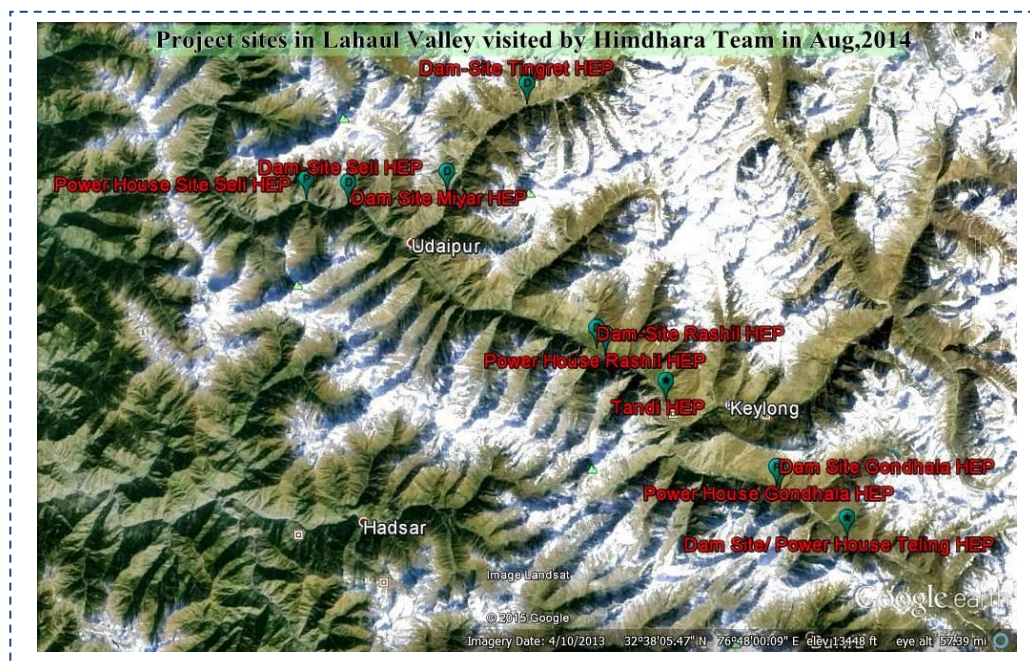 Project sites in Lahaul Valley visited by Himdhara Team in Aug,2014
N
Dam-Site Tingret HEP
Dam-Site Seli HEP
Power House Site Seli HEP
Dam Site Miyar HEP
Udaipur
Dam-Site Rashil HEP
Power House Rashil HEP
Tandi HEP
Keylong
Dam Site Gondhala HEP
Power House Gondhala HEP
Hadsar
Dam Site/ Power House Teling HEP
Image Landsat
Google earth
© 2015 Google
Imagery Date: 4/10/2013 32°38'05.47" N 76°48'00.09" E elev 13448 ft eye alt 57.39 mi